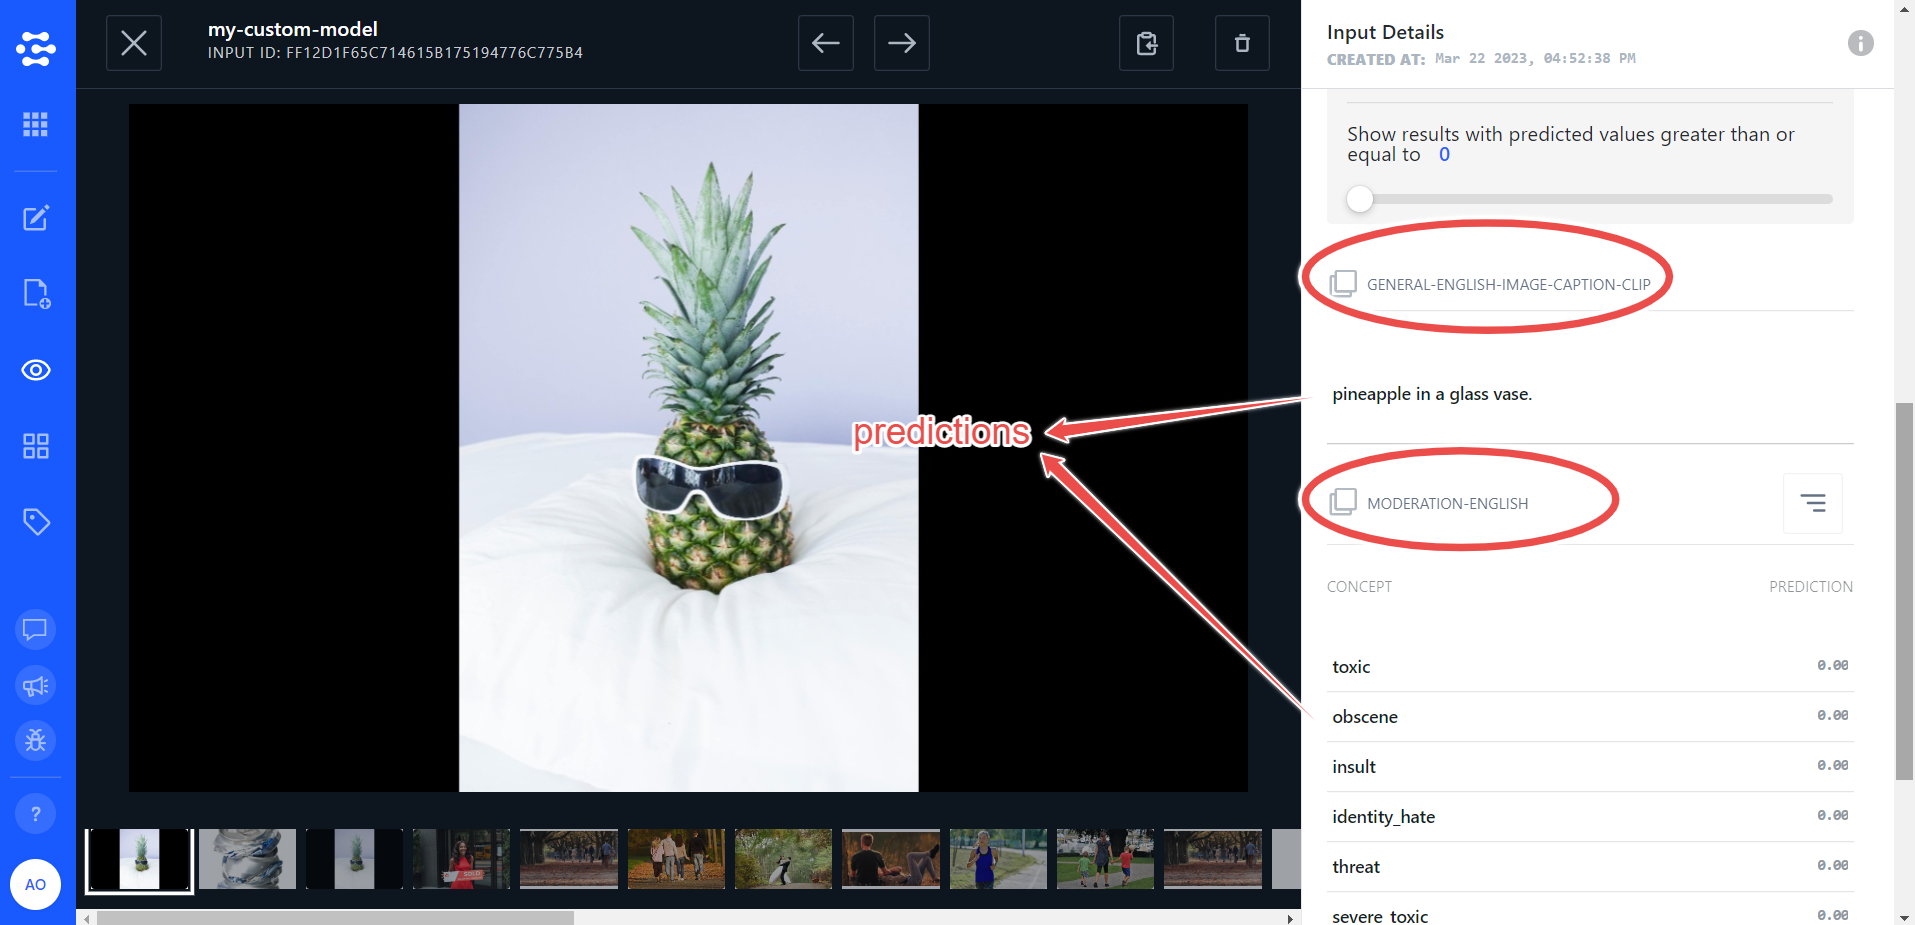 my-custom-model
INPUT ID: FF12D1F65C714615B175194776C775B4
Input Details
CREATED AT: Mar 22 2023, 04:52:38 PM
Show results with predicted values greater than or
equal to 0
GENERAL-ENGLISH-IMAGE-CAPTION-CLIP
pineapple in a glass vase.
predictions
MODERATION-ENGLISH
CONCEPT PREDICTION
toxic 0.00
obscene 0.00
insult 0.00
identity_hate 0.00
threat 0.00
severe_toxic 0.00
SOLD
?
AO